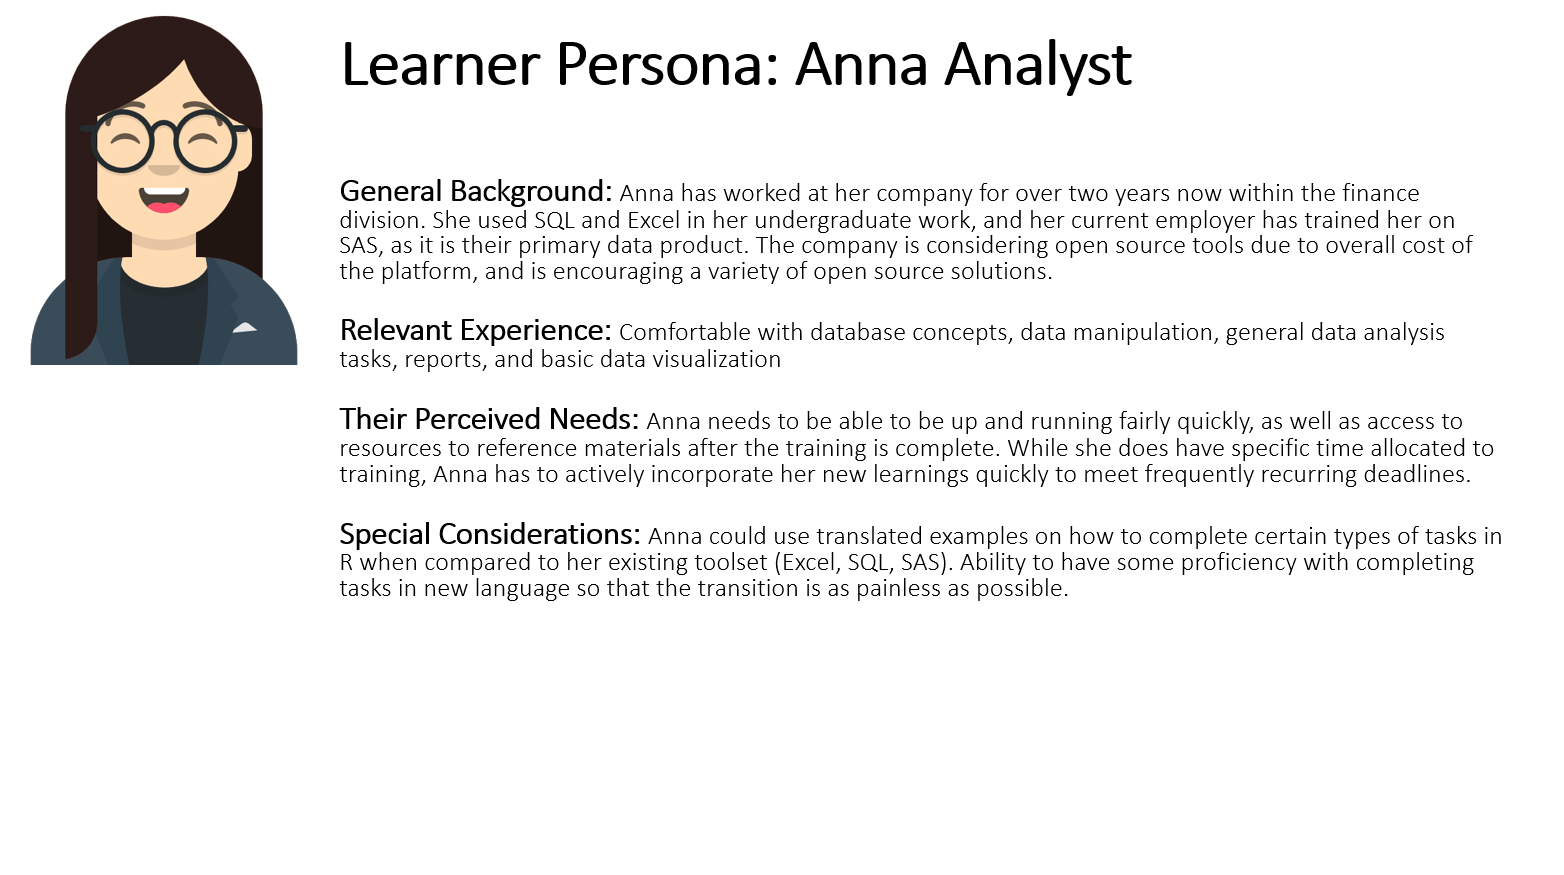 Learner Persona: Anna Analyst
General Background: Anna has worked at her company for over two years now within the finance
division. She used SQL and Excel in her undergraduate work, and her current employer has trained her on
SAS, as it is their primary data product. The company is considering open source tools due to overall cost of
the platform, and is encouraging a variety of open source solutions.
Relevant Experience: Comfortable with database concepts, data manipulation, general data analysis
tasks, reports, and basic data visualization
Their Perceived Needs: Anna needs to be able to be up and running fairly quickly, as well as access to
resources to reference materials after the training is complete. While she does have specific time allocated to
training, Anna has to actively incorporate her new learnings quickly to meet frequently recurring deadlines.
Special Considerations: Anna could use translated examples on how to complete certain types of tasks in
R when compared to her existing toolset (Excel, SQL, SAS). Ability to have some proficiency with completing
tasks in new language so that the transition is as painless as possible.